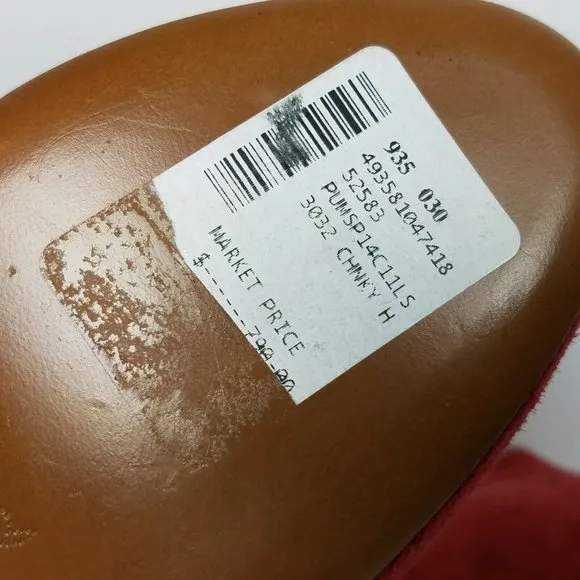 935 030
493581047418
52583
PUMSP14C11LS
3032 CHNKY H
MARKET PRICE